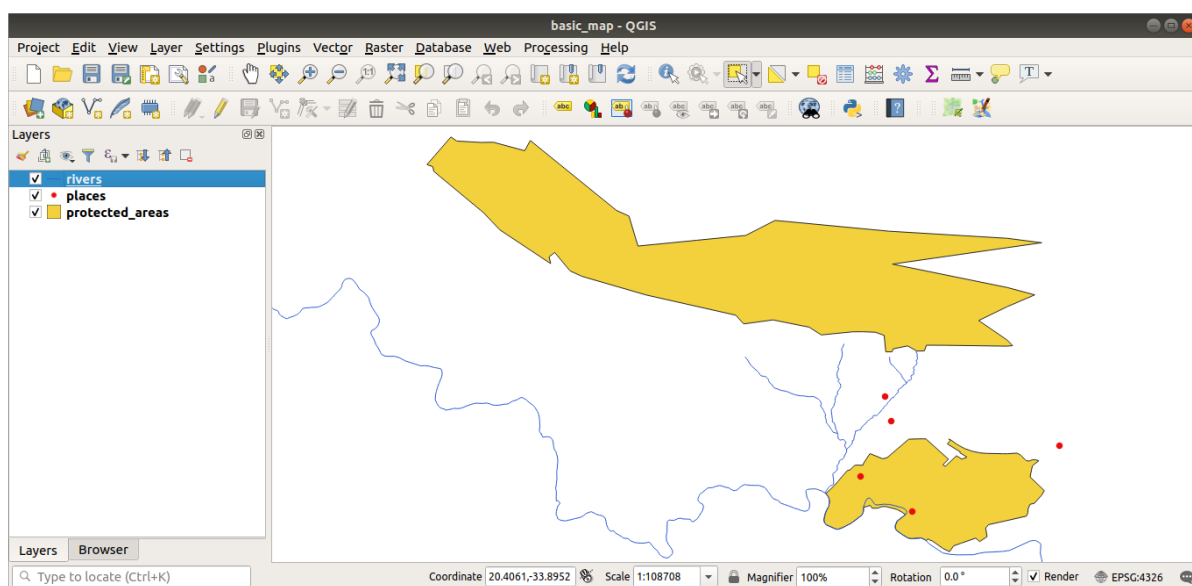 basic_map - QGIS
Project Edit View Layer Settings Plugins Vector Raster Database Web Processing Help
Layers
rivers
places
protected_areas
Layers Browser
Type to locate (Ctrl+K) Coordinate 20.4061,-33.8952 Scale 1:108708 Magnifier 100% Rotation 0.0 ° Render EPSG:4326